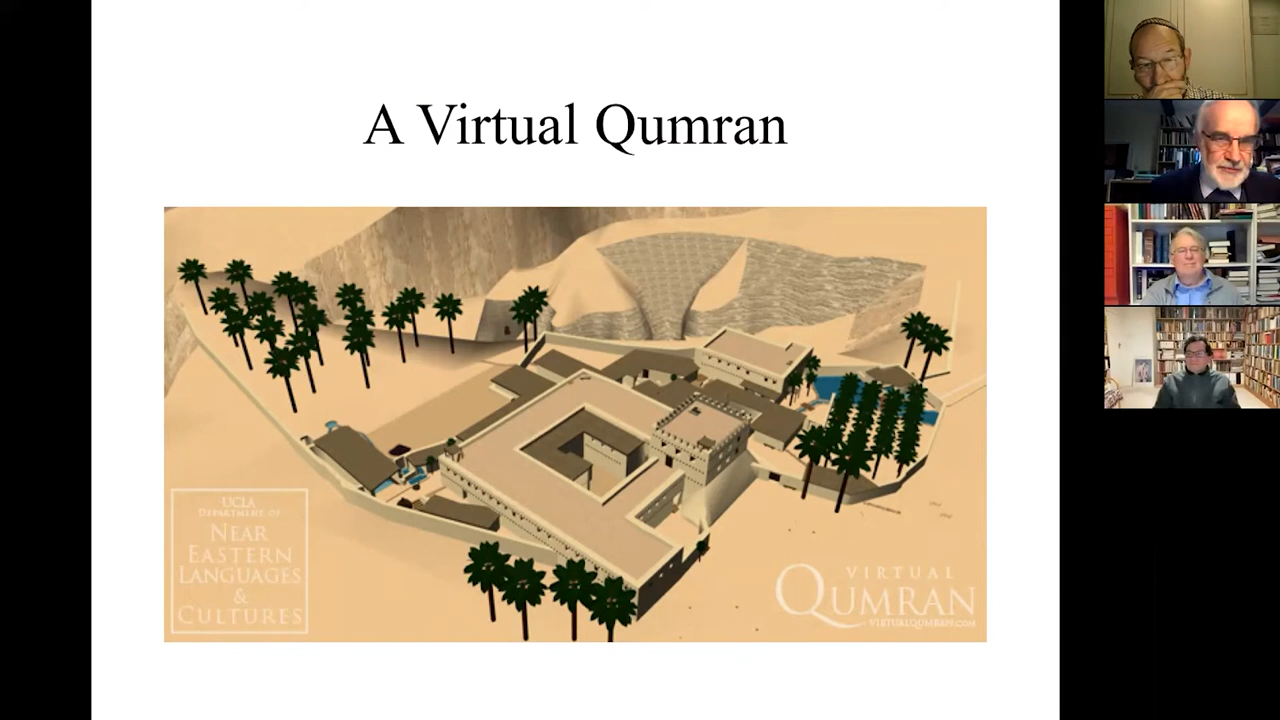 A Virtual Qumran
UCLA
DEPARTMENT OF
NEAR
EASTERN
LANGUAGES
&
CULTURES
VIRTUAL
QUMRAN
VIRTUALQUMRAN.COM